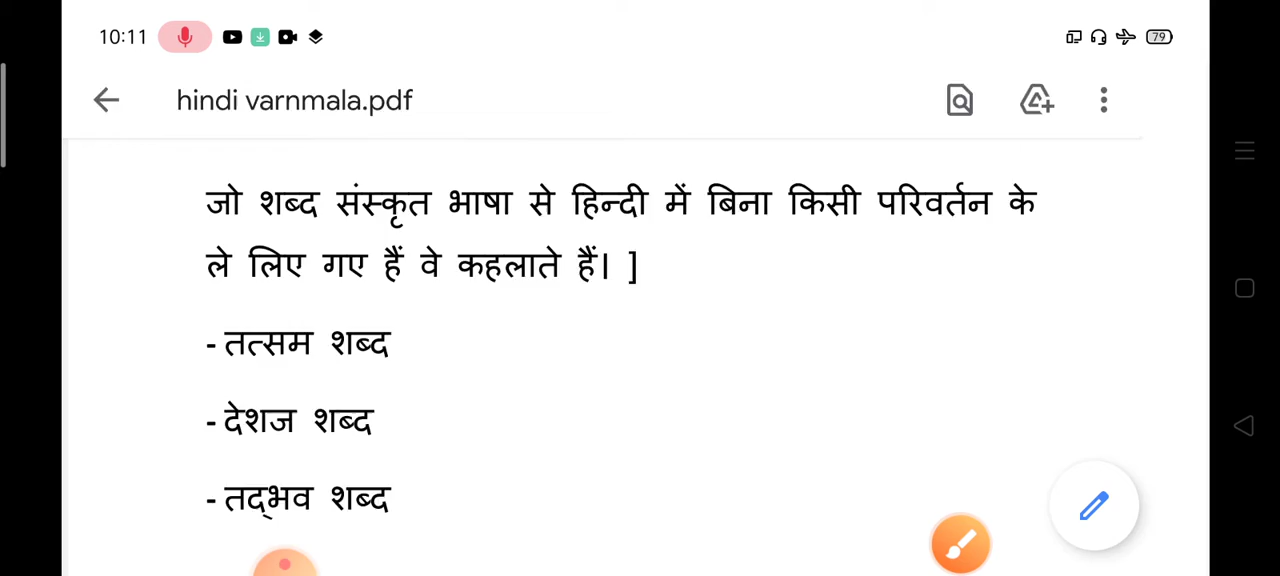 10:11 79
hindi varnmala.pdf
जो शब्द संस्कृत भाषा से हिन्दी में बिना किसी परिवर्तन के
ले लिए गए हैं वे कहलाते हैं। ]
- तत्सम शब्द
- देशज शब्द
- तद्भव शब्द